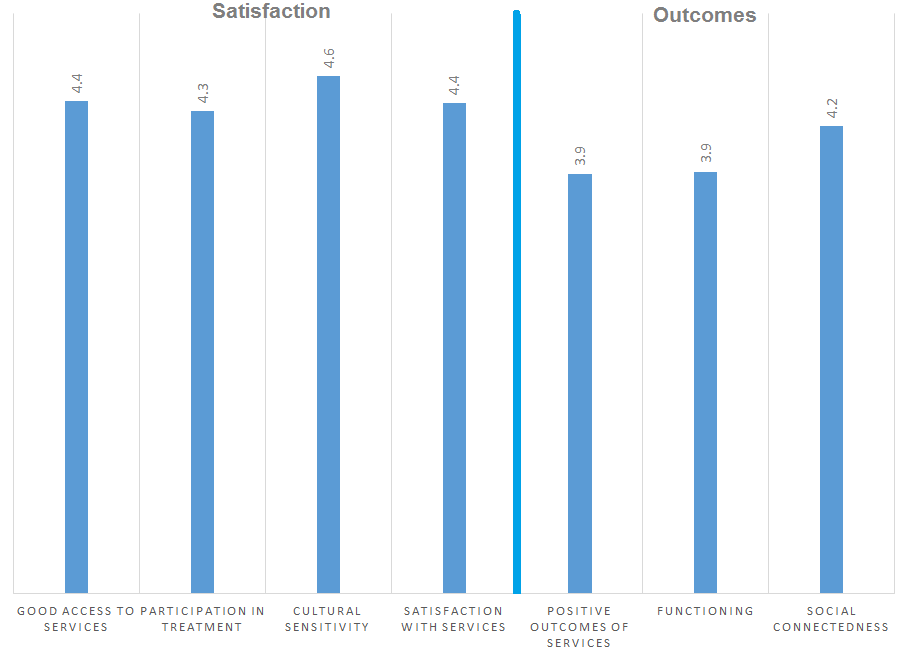 Satisfaction
Outcomes
4.4
4.3
4.6
4.4
3.9
3.9
4.2
GOOD ACCESS TO
SERVICES
PARTICIPATION IN
TREATMENT
CULTURAL
SENSITIVITY
SATISFACTION
WITH SERVICES
POSITIVE
OUTCOMES OF
SERVICES
FUNCTIONING
SOCIAL
CONNECTEDNESS